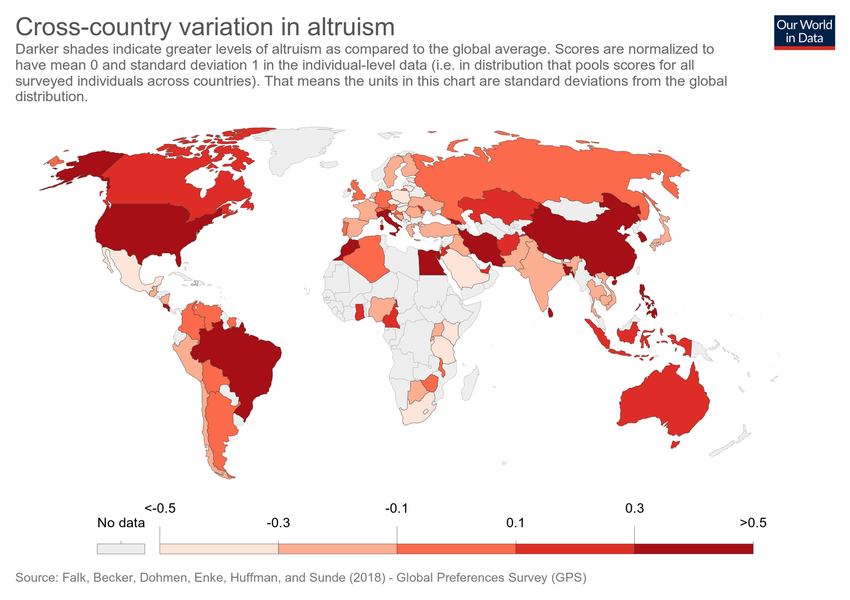 Cross-country variation in altruism
Our World
in Data
Darker shades indicate greater levels of altruism as compared to the global average. Scores are normalized to
have mean 0 and standard deviation 1 in the individual-level data (i.e. in distribution that pools scores for all
surveyed individuals across countries). That means the units in this chart are standard deviations from the global
distribution.
<-0.5 -0.1 0.3
No data -0.3 0.1 >0.5
Source: Falk, Becker, Dohmen, Enke, Huffman, and Sunde (2018) - Global Preferences Survey (GPS)